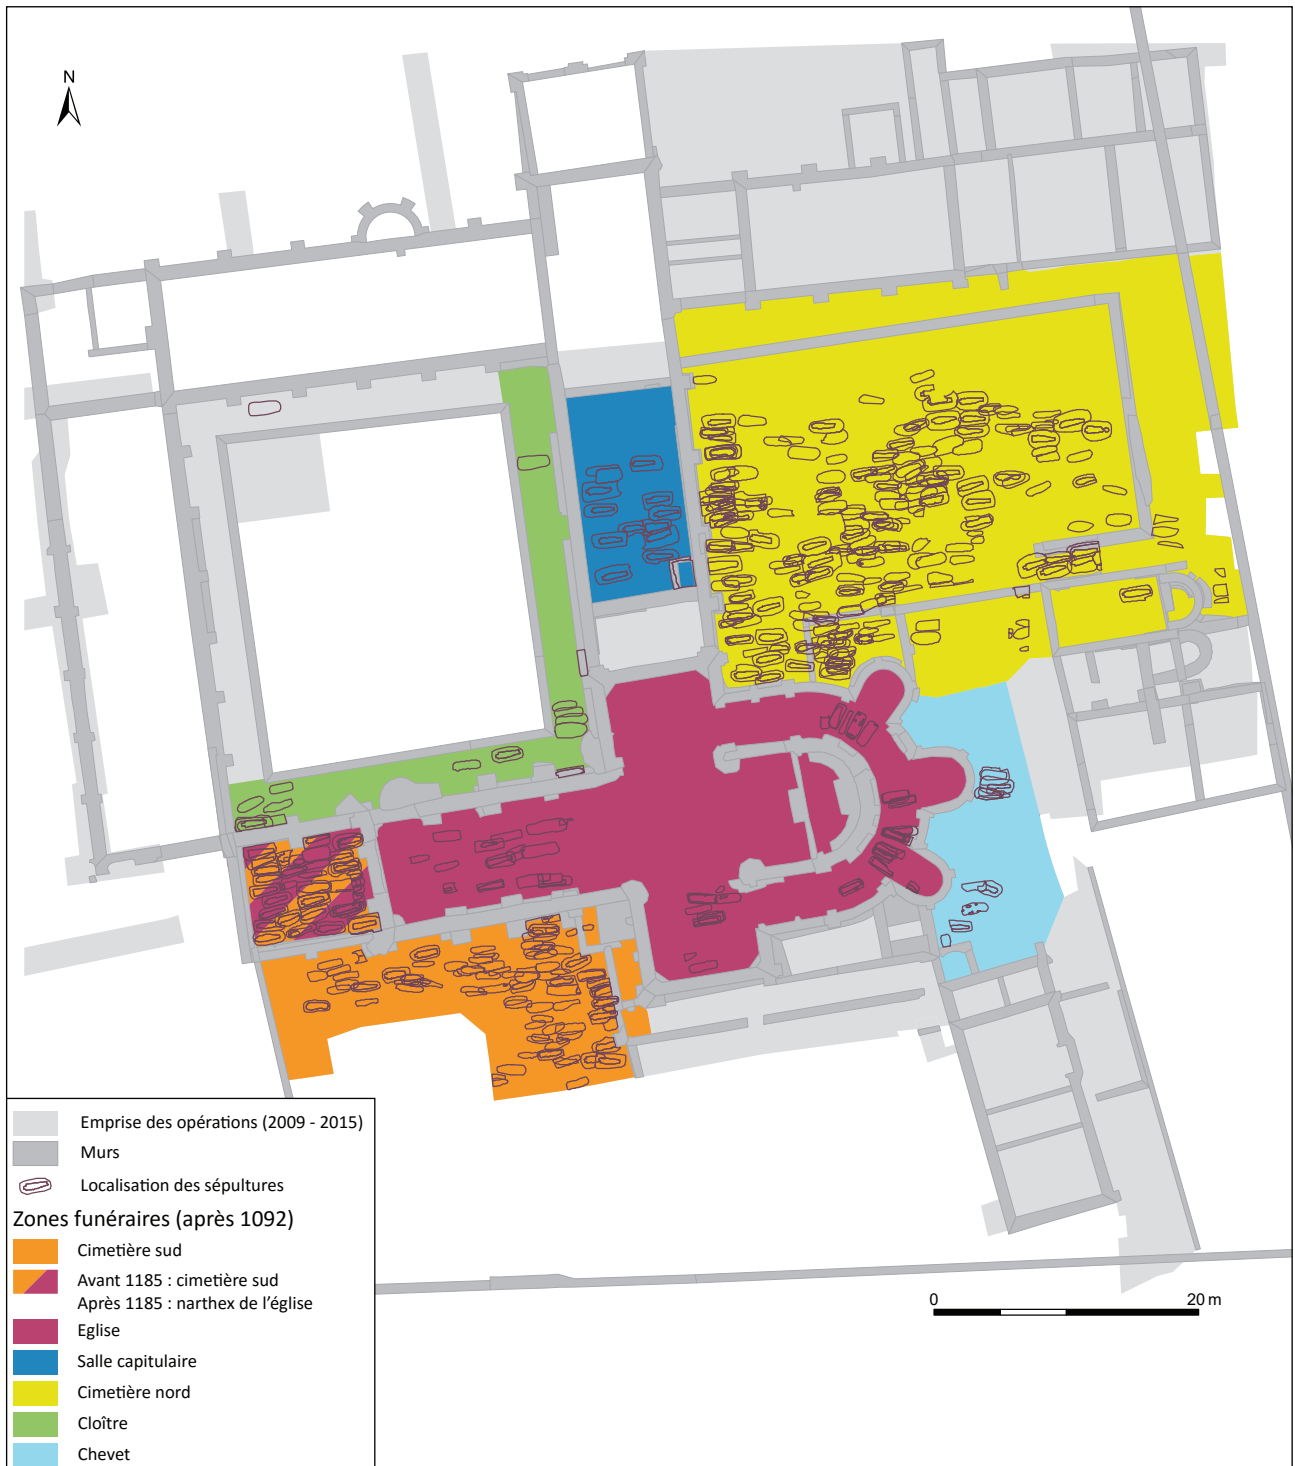 N
Emprise des opérations (2009 - 2015)
Murs
Localisation des sépultures
Zones funéraires (après 1092)
Cimetière sud
Avant 1185 : cimetière sud
Après 1185 : narthex de l'église
Eglise
Salle capitulaire
Cimetière nord
Cloître
Chevet
0 20 m